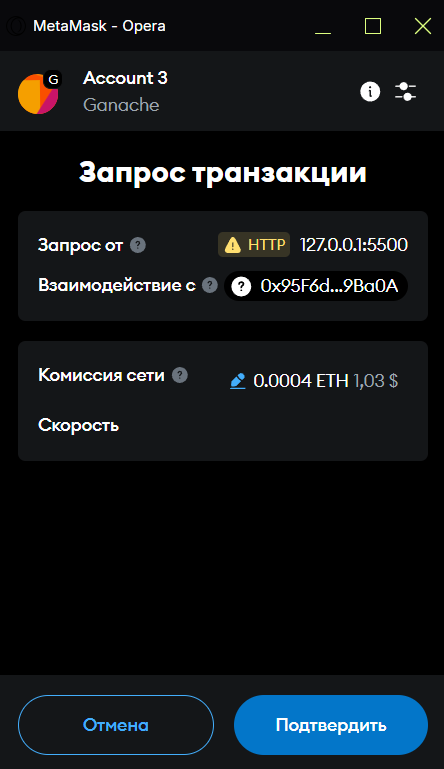 MetaMask - Opera
G
Account 3
Ganache
Запрос транзакции
Запрос от ? HTTP 127.0.0.1:5500
Взаимодействие с ? ? 0x95F6d...9Ba0A
Комиссия сети ? 0.0004 ETH 1,03 $
Скорость
Отмена
Подтвердить